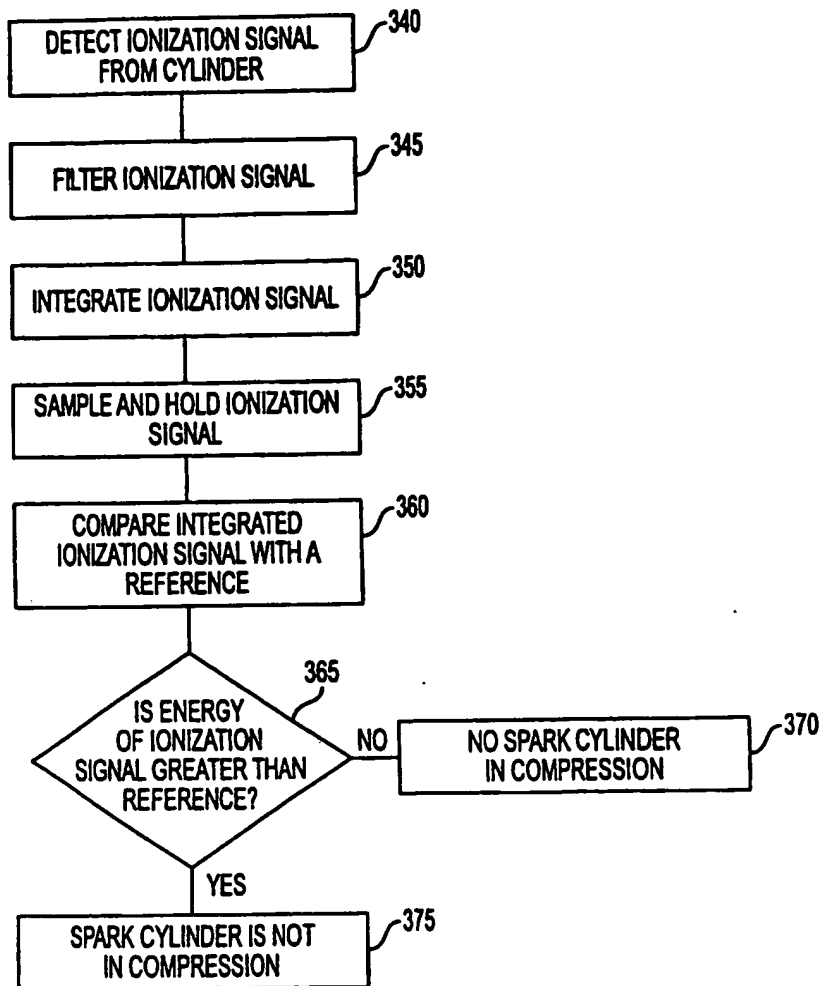 DETECT IONIZATION SIGNAL
FROM CYLINDER
340
FILTER IONIZATION SIGNAL
345
INTEGRATE IONIZATION SIGNAL
350
SAMPLE AND HOLD IONIZATION
SIGNAL
355
COMPARE INTEGRATED
IONIZATION SIGNAL WITH A
REFERENCE
360
IS ENERGY
OF IONIZATION
SIGNAL GREATER THAN
REFERENCE?
365
NO
NO SPARK CYLINDER
IN COMPRESSION
370
YES
SPARK CYLINDER IS NOT
IN COMPRESSION
375